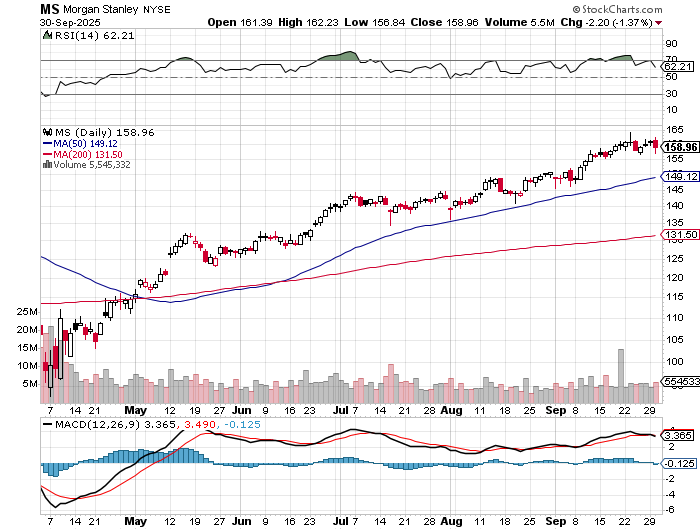 MS Morgan Stanley NYSE
© StockCharts.com
30-Sep-2025
Open 161.39 High 162.23 Low 156.84 Close 158.96 Volume 5.5M Chg -2.20 (-1.37%)
RSI(14) 62.21
90
70
62.21
50
30
10
MS (Daily) 158.96
MA(50) 149.12
MA(200) 131.50
Volume 5,545,332
165
158.96
155
149.12
145
140
135
131.50
125
120
115
110
105
100
25M
20M
15M
10M
5M
5545332
7 14 21 May 12 19 27 Jun 9 16 23 Jul 7 14 21 28 Aug 11 18 25 Sep 8 15 22 29
MACD(12,26,9) 3.365, 3.490, -0.125
3.365
2
-0.125
-2
-4
-6
7 14 21 May 12 19 27 Jun 9 16 23 Jul 7 14 21 28 Aug 11 18 25 Sep 8 15 22 29